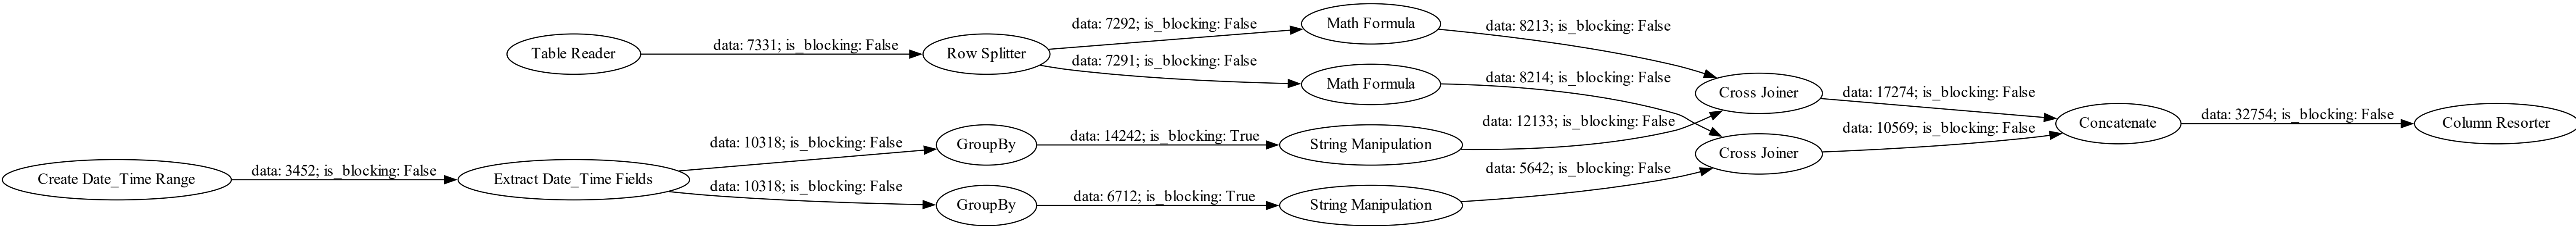 data: 7292; is_blocking: False
Math Formula
data: 8213; is_blocking: False
Table Reader
data: 7331; is_blocking: False
Row Splitter
data: 7291; is_blocking: False
Math Formula
data: 8214; is_blocking: False
Cross Joiner
data: 17274; is_blocking: False
Create Date_Time Range
data: 3452; is_blocking: False
Extract Date_Time Fields
data: 10318; is_blocking: False
GroupBy
data: 14242; is_blocking: True
String Manipulation
data: 12133; is_blocking: False
Cross Joiner
data: 10569; is_blocking: False
Concatenate
data: 32754; is_blocking: False
Column Resorter
data: 10318; is_blocking: False
GroupBy
data: 6712; is_blocking: True
String Manipulation
data: 5642; is_blocking: False